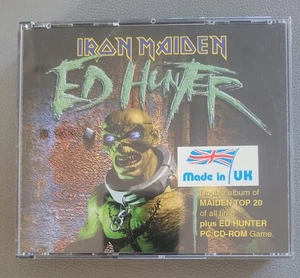 IRON MAIDEN
ED HUNTER
Made in UK
Double album of
MAIDEN TOP 20
of all time
plus ED HUNTER
PC CD-ROM Game.